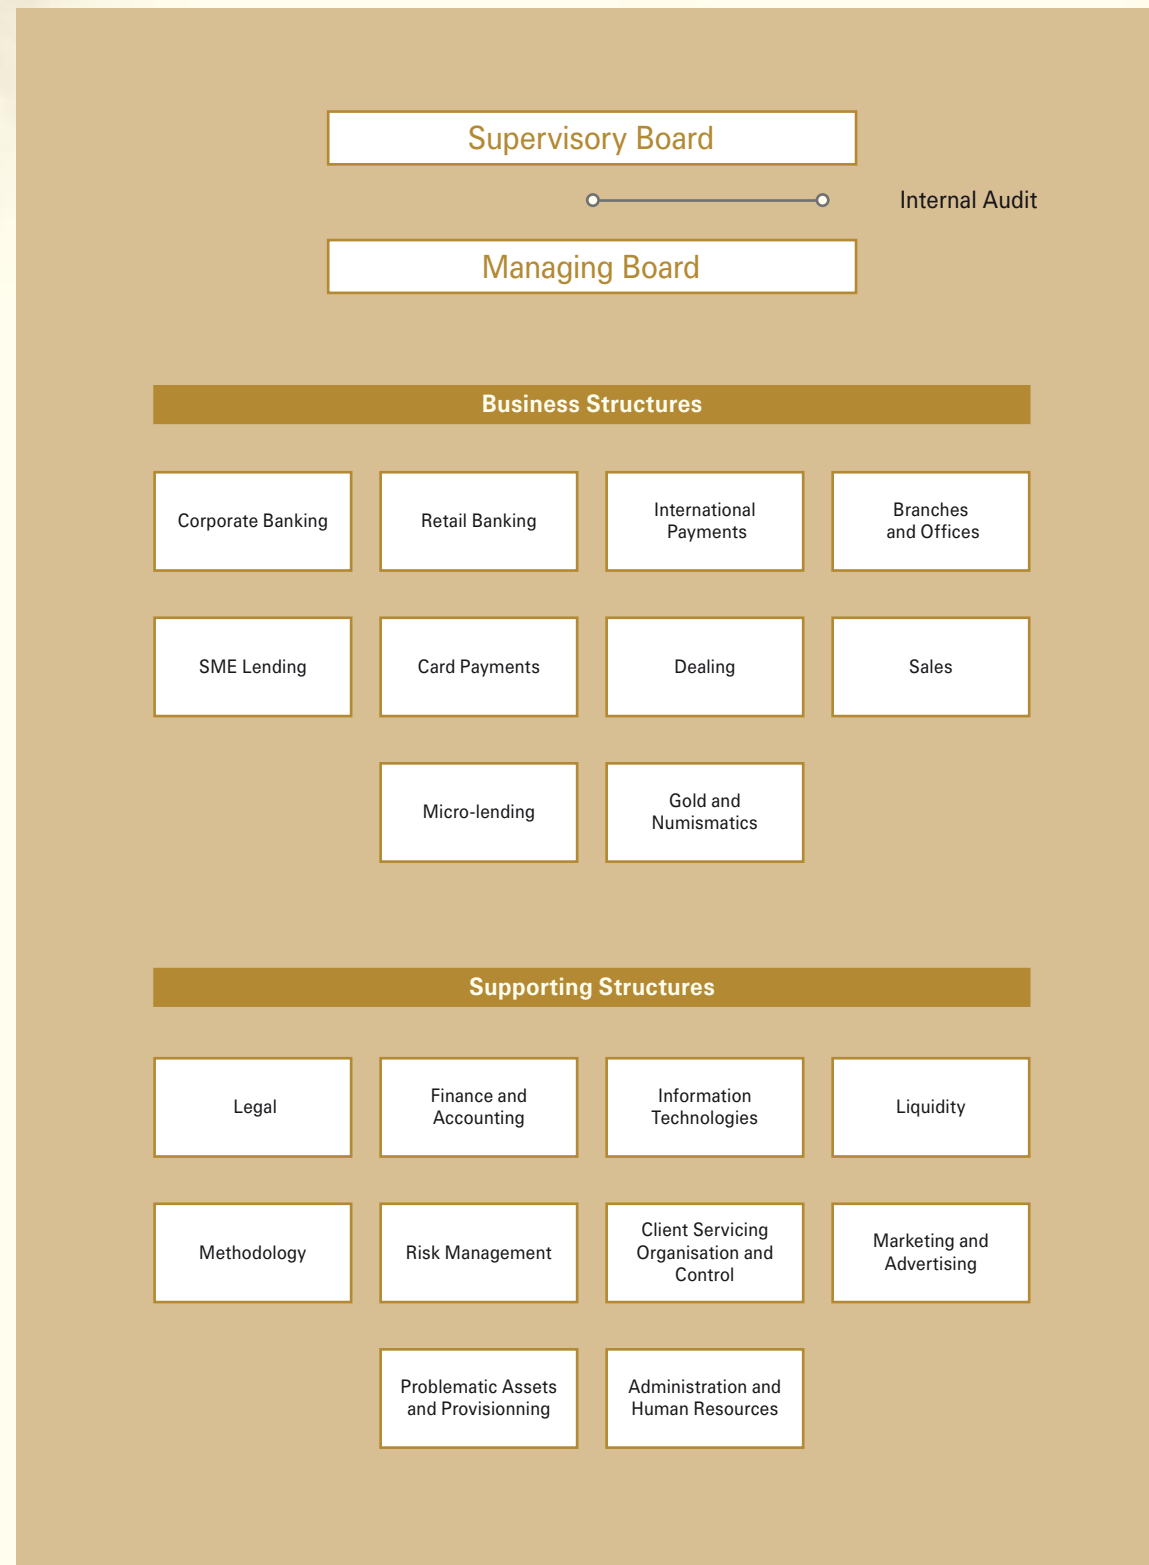 Supervisory Board
Internal Audit
Managing Board
Business Structures
Corporate Banking
Retail Banking
International
Payments
Branches
and Offices
SME Lending
Card Payments
Dealing
Sales
Micro-lending
Gold and
Numismatics
Supporting Structures
Legal
Finance and
Accounting
Information
Technologies
Liquidity
Methodology
Risk Management
Client Servicing
Organisation and
Control
Marketing and
Advertising
Problematic Assets
and Provisionning
Administration and
Human Resources